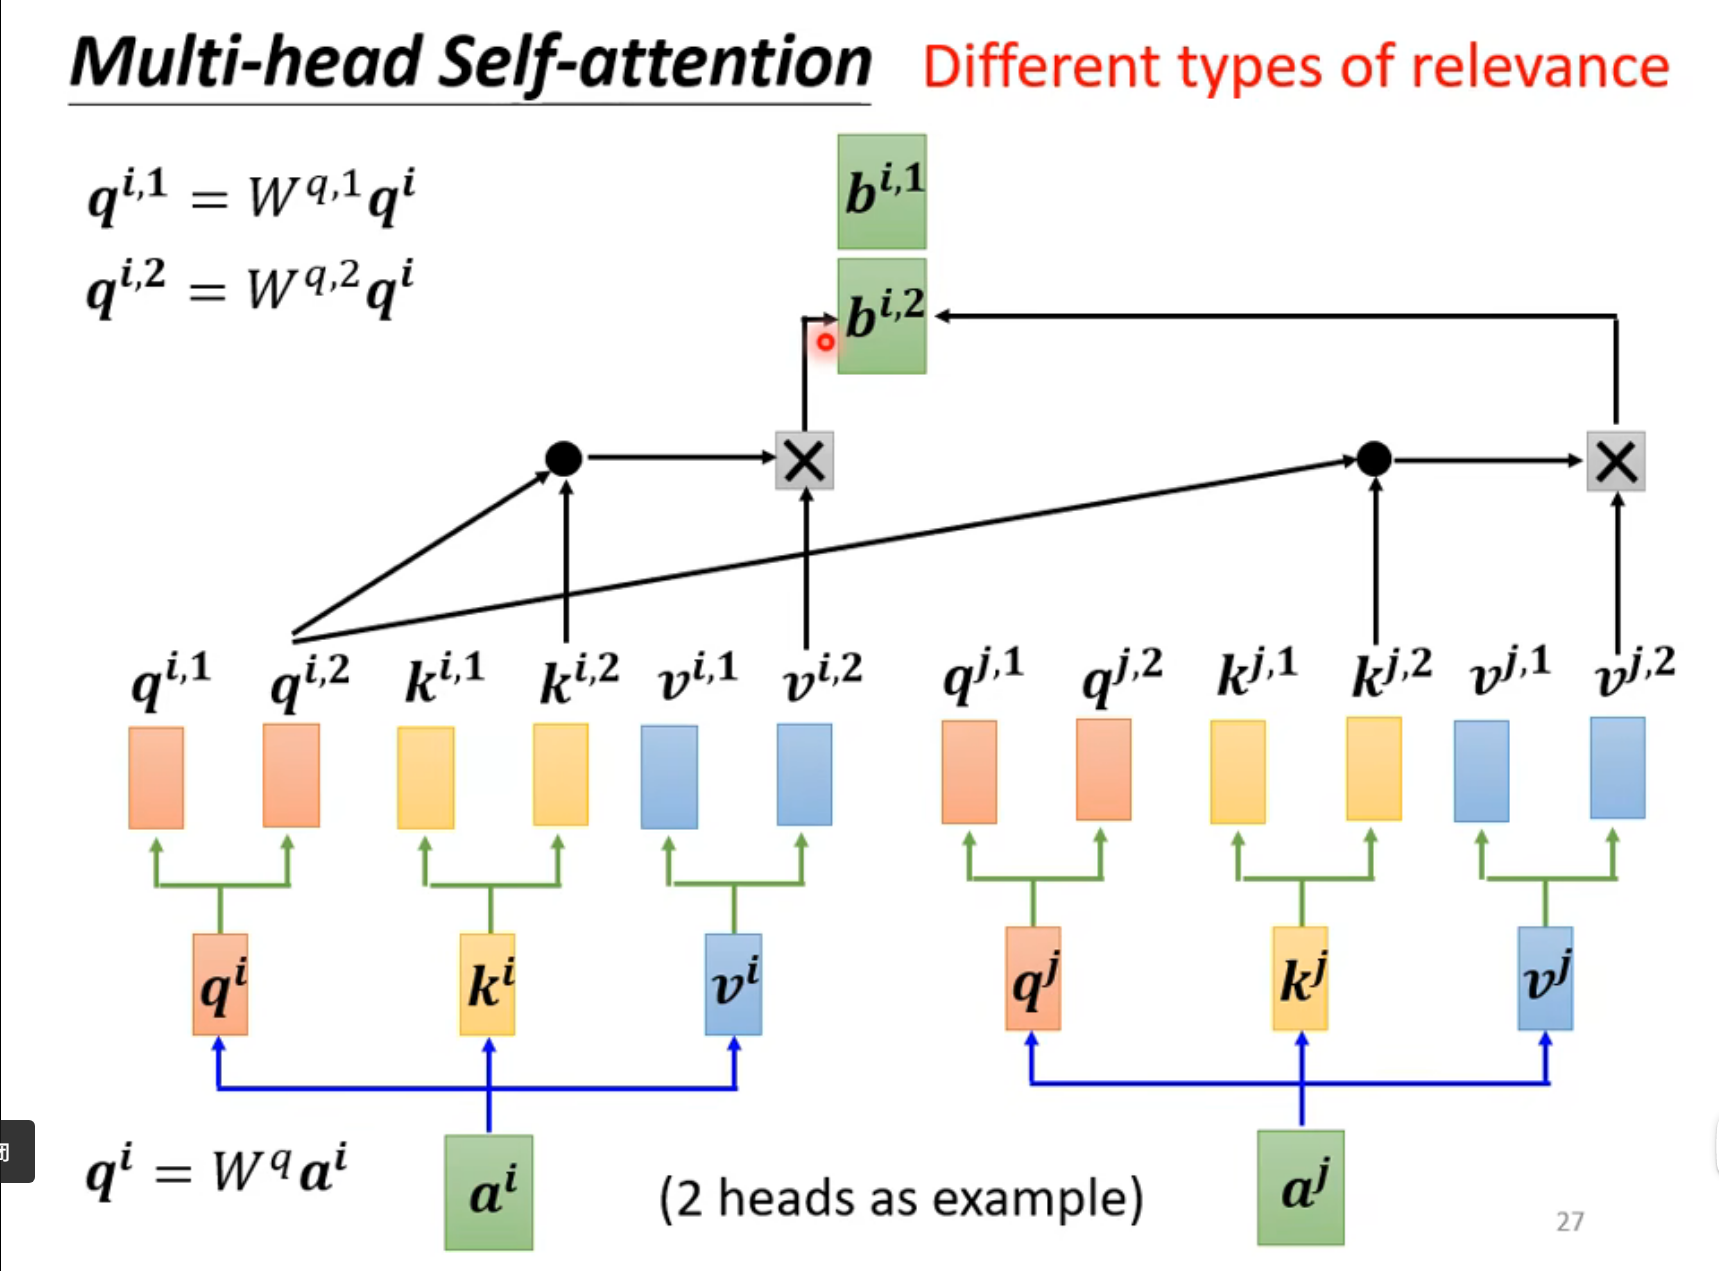 Multi-head Self-attention Different types of relevance
q^{i,1} = W^{q,1}q^{i}
q^{i,2} = W^{q,2}q^{i}
b^{i,1}
b^{i,2}
q^{i,1} q^{i,2} k^{i,1} k^{i,2} v^{i,1} v^{i,2} q^{j,1} q^{j,2} k^{j,1} k^{j,2} v^{j,1} v^{j,2}
q^{i} k^{i} v^{i} q^{j} k^{j} v^{j}
q^{i} = W^{q}a^{i}
a^{i}
(2 heads as example)
a^{j}
27